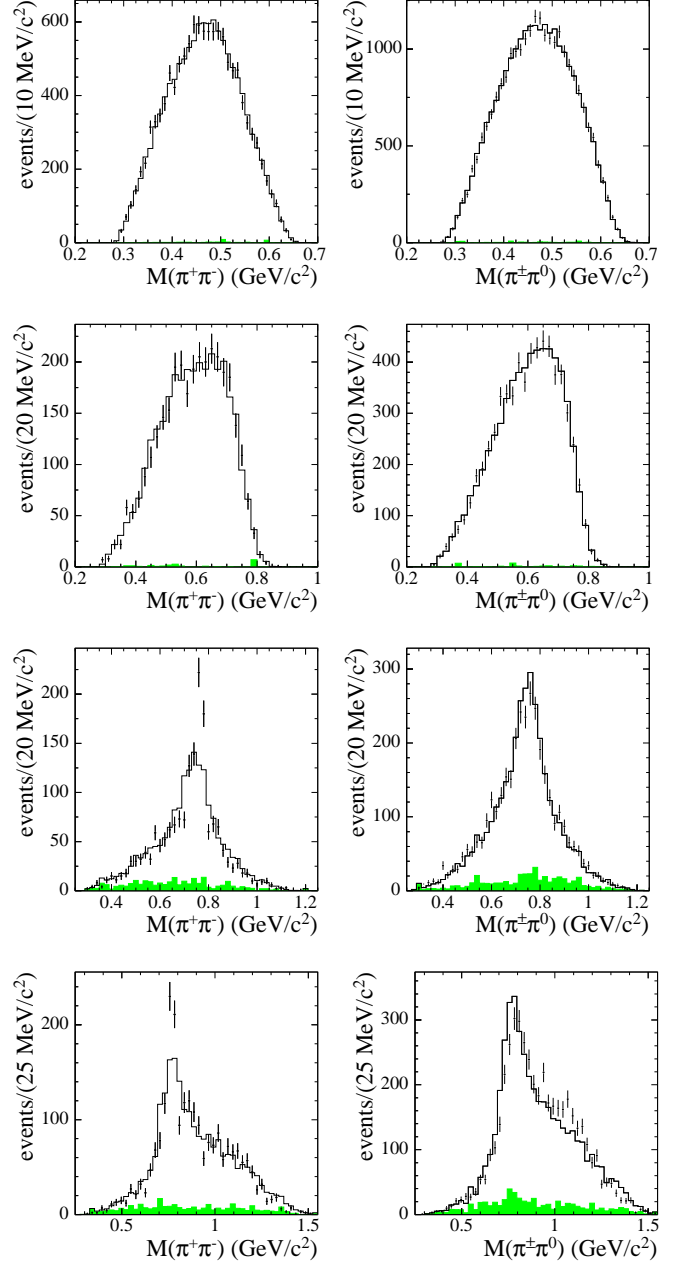 events/(10 MeV/c²)
600
400
200
0
0.2 0.3 0.4 0.5 0.6 0.7
M(π⁺π⁻) (GeV/c²)
events/(10 MeV/c²)
1000
500
0
0.2 0.3 0.4 0.5 0.6 0.7
M(π±π⁰) (GeV/c²)
events/(20 MeV/c²)
200
150
100
50
0
0.2 0.4 0.6 0.8 1
M(π⁺π⁻) (GeV/c²)
events/(20 MeV/c²)
400
300
200
100
0
0.2 0.4 0.6 0.8 1
M(π±π⁰) (GeV/c²)
events/(20 MeV/c²)
200
150
100
50
0
0.4 0.6 0.8 1 1.2
M(π⁺π⁻) (GeV/c²)
events/(20 MeV/c²)
300
200
100
0
0.4 0.6 0.8 1 1.2
M(π±π⁰) (GeV/c²)
events/(25 MeV/c²)
200
150
100
50
0
0.5 1 1.5
M(π⁺π⁻) (GeV/c²)
events/(25 MeV/c²)
300
200
100
0
0.5 1 1.5
M(π±π⁰) (GeV/c²)